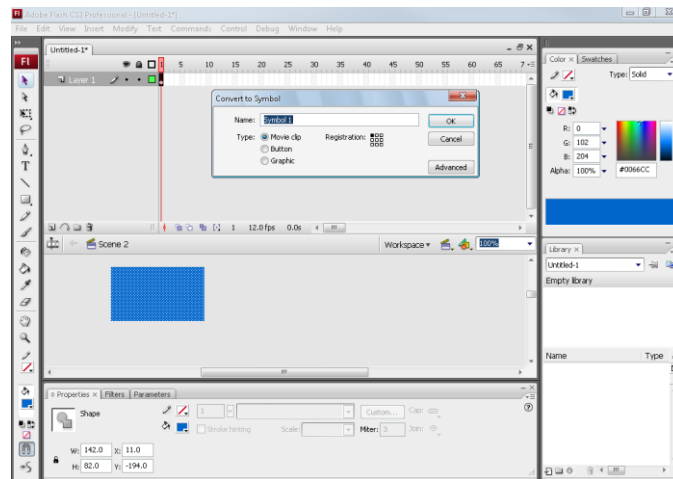 Adobe Flash CS3 Professional - [Untitled-1*]
File Edit View Insert Modify Text Commands Control Debug Window Help
Fl
Untitled-1*
1 5 10 15 20 25 30 35 40 45 50 55 60 65 7
Layer 1
Convert to Symbol
Name: Symbol 1
OK
Type: Movie clip
Registration:
Cancel
Button
Graphic
Advanced
1 12.0 fps 0.0s
Scene 2
Workspace
100%
Properties × Filters Parameters
Shape
1
Custom...
Cap:
Stroke hinting
Scale:
Miter: 3
Join:
W: 142.0 X: 11.0
H: 82.0 Y: -194.0
Color × Swatches
Type: Solid
R: 0
G: 102
B: 204
Alpha: 100% #0066CC
Library ×
Untitled-1
Empty library
Name Type
T